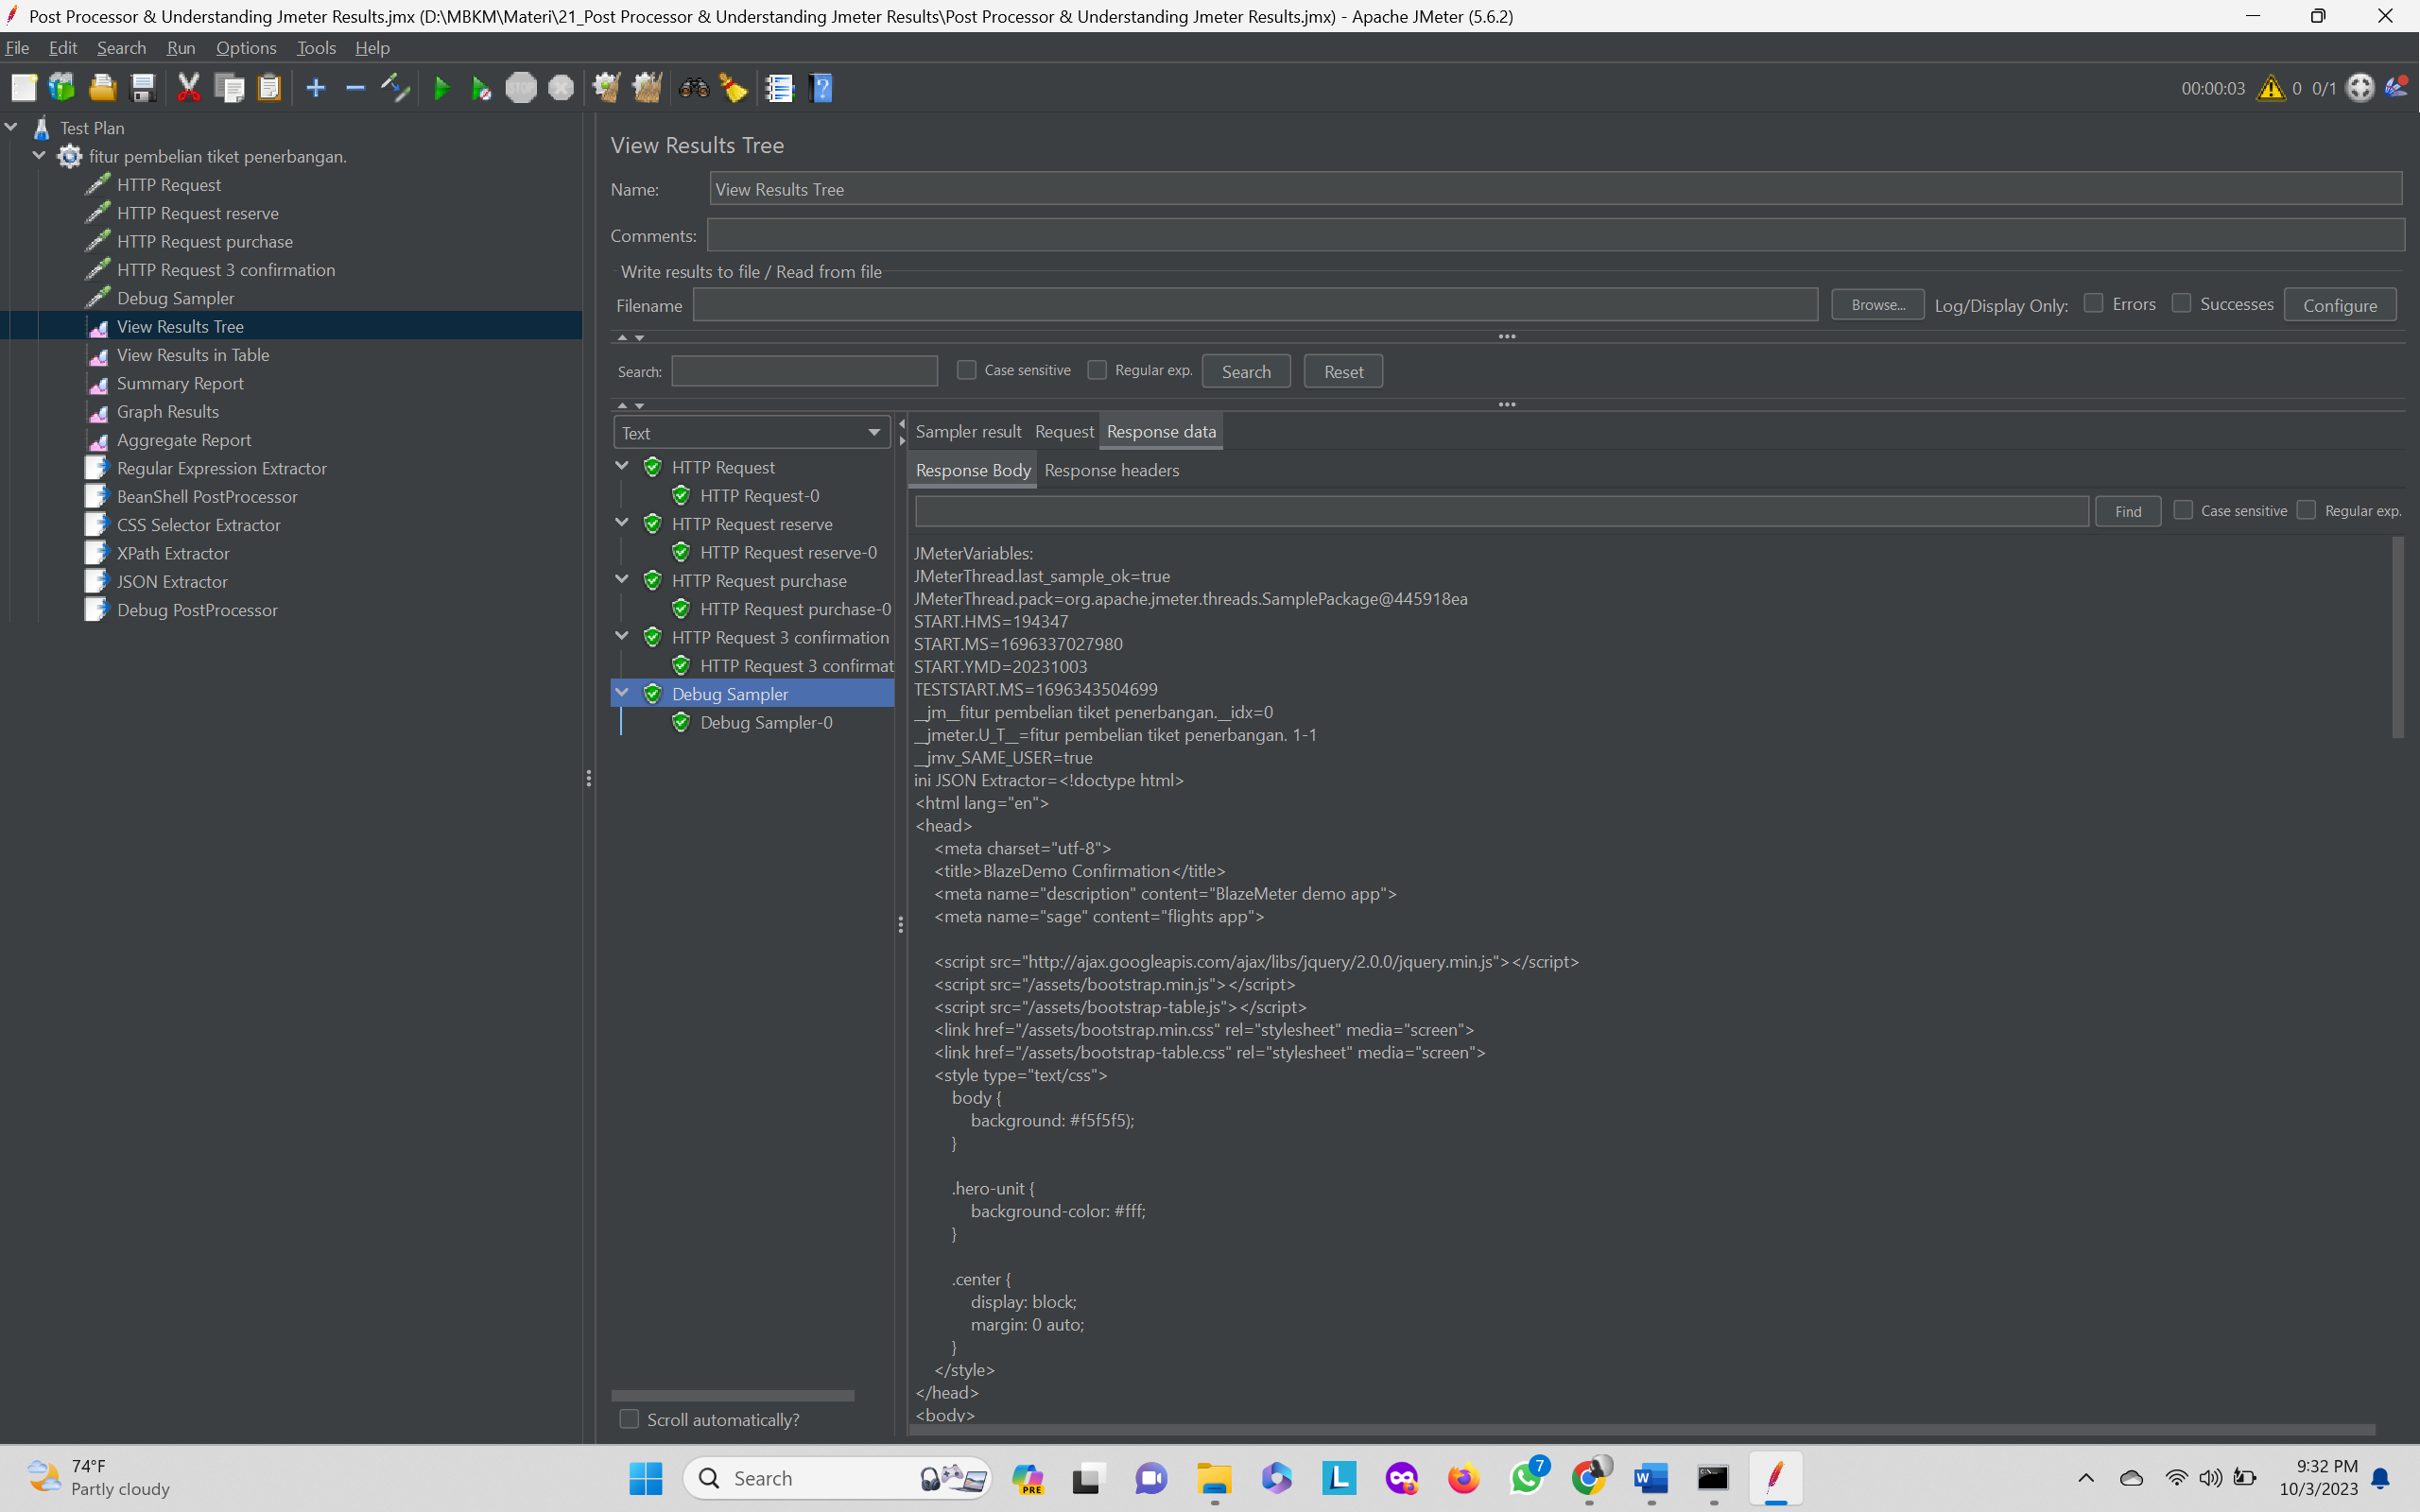 Post Processor & Understanding Jmeter Results.jmx (D:\MBKM\Materi\21_Post Processor & Understanding Jmeter Results\Post Processor & Understanding Jmeter Results.jmx) - Apache JMeter (5.6.2)
File Edit Search Run Options Tools Help
STOP
00:00:03 0 0/1
Test Plan
fitur pembelian tiket penerbangan.
HTTP Request
HTTP Request reserve
HTTP Request purchase
HTTP Request 3 confirmation
Debug Sampler
View Results Tree
View Results in Table
Summary Report
Graph Results
Aggregate Report
Regular Expression Extractor
BeanShell PostProcessor
CSS Selector Extractor
XPath Extractor
JSON Extractor
Debug PostProcessor
View Results Tree
Name: View Results Tree
Comments:
Write results to file / Read from file
Filename Browse... Log/Display Only: Errors Successes Configure
Search: Case sensitive Regular exp. Search Reset
Text
HTTP Request
HTTP Request-0
HTTP Request reserve
HTTP Request reserve-0
HTTP Request purchase
HTTP Request purchase-0
HTTP Request 3 confirmation
HTTP Request 3 confirmat
Debug Sampler
Debug Sampler-0
Scroll automatically?
Sampler result Request Response data
Response Body Response headers
Find Case sensitive Regular exp.
JMeterVariables:
JMeterThread.last_sample_ok=true
JMeterThread.pack=org.apache.jmeter.threads.SamplePackage@445918ea
START.HMS=194347
START.MS=1696337027980
START.YMD=20231003
TESTSTART.MS=1696343504699
__jm__fitur pembelian tiket penerbangan.__idx=0
__jmeter.U_T__=fitur pembelian tiket penerbangan. 1-1
__jmv_SAME_USER=true
ini JSON Extractor=<!doctype html>
<html lang="en">
<head>
<meta charset="utf-8">
<title>BlazeDemo Confirmation</title>
<meta name="description" content="BlazeMeter demo app">
<meta name="sage" content="flights app">
<script src="http://ajax.googleapis.com/ajax/libs/jquery/2.0.0/jquery.min.js"></script>
<script src="/assets/bootstrap.min.js"></script>
<script src="/assets/bootstrap-table.js"></script>
<link href="/assets/bootstrap.min.css" rel="stylesheet" media="screen">
<link href="/assets/bootstrap-table.css" rel="stylesheet" media="screen">
<style type="text/css">
body {
background: #f5f5f5);
}
.hero-unit {
background-color: #fff;
}
.center {
display: block;
margin: 0 auto;
}
</style>
</head>
<body>
74°F
Partly cloudy
Search
PRE
L
7
W
9:32 PM
10/3/2023